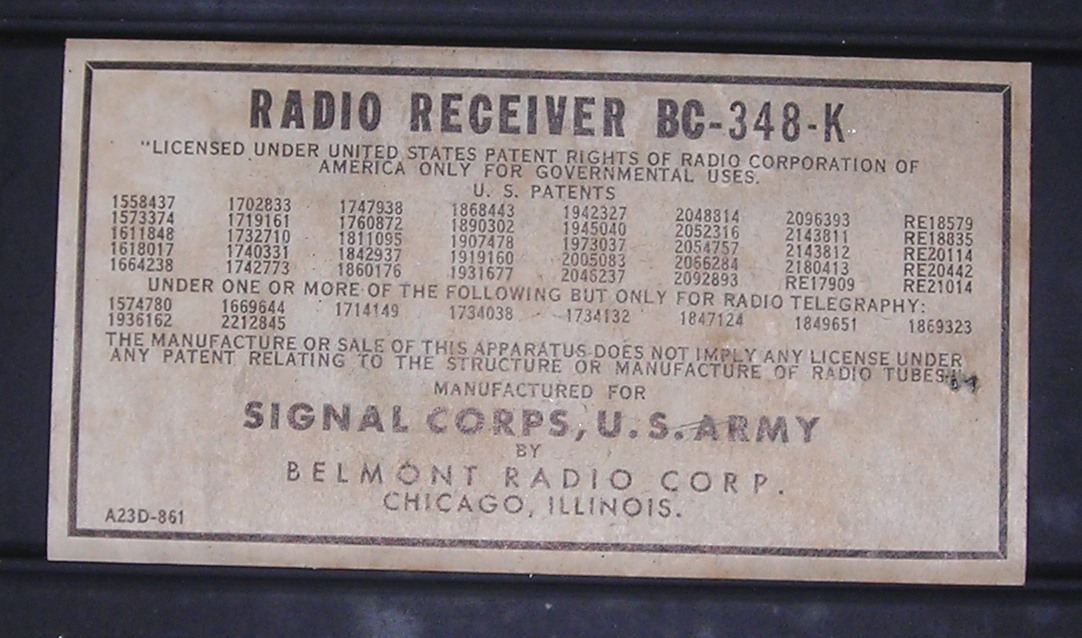 RADIO RECEIVER BC-348-K
"LICENSED UNDER UNITED STATES PATENT RIGHTS OF RADIO CORPORATION OF
AMERICA ONLY FOR GOVERNMENTAL USES.
U. S. PATENTS
1558437 1702833 1747938 1868443 1942327 2048814 2096393 RE18579
1573374 1719161 1760872 1890302 1945040 2052316 2143811 RE18835
1611848 1732710 1811095 1907478 1973037 2054757 2143812 RE20114
1618017 1740331 1842937 1919160 2005083 2066284 2180413 RE20442
1664238 1742773 1860176 1931677 2046237 2092893 RE17909 RE21014
UNDER ONE OR MORE OF THE FOLLOWING BUT ONLY FOR RADIO TELEGRAPHY:
1574780 1669644 1714149 1734038 1734132 1847124 1849651 1869323
1936162 2212845
THE MANUFACTURE OR SALE OF THIS APPARATUS DOES NOT IMPLY ANY LICENSE UNDER
ANY PATENT RELATING TO THE STRUCTURE OR MANUFACTURE OF RADIO TUBES."
MANUFACTURED FOR
SIGNAL CORPS, U.S. ARMY
BY
BELMONT RADIO CORP.
CHICAGO, ILLINOIS.
A23D-861